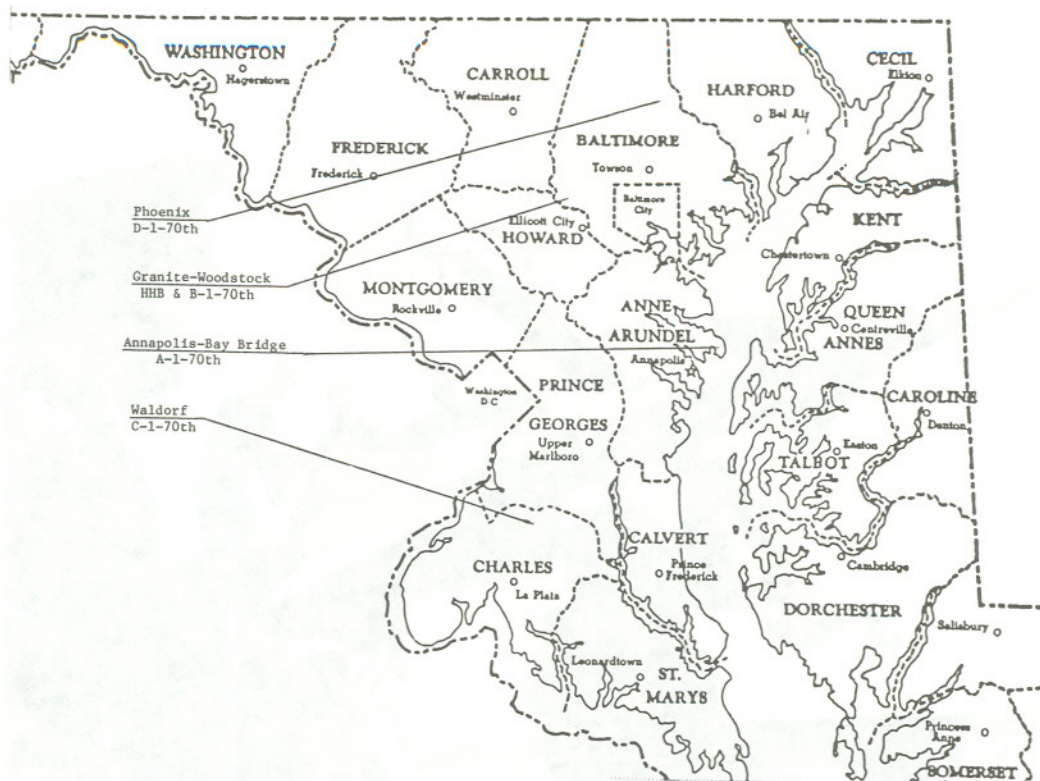 WASHINGTON
Hagerstown
CARROLL
Westminster
CECIL
Elkton
HARFORD
Bel Air
FREDERICK
Frederick
BALTIMORE
Towson
Baltimore
City
Phoenix
D-1-70th
Ellicott City
HOWARD
KENT
Chestertown
Granite-Woodstock
HHB & B-1-70th
MONTGOMERY
Rockville
ANNE
ARUNDEL
Annapolis
QUEEN
Centreville
ANNES
Annapolis-Bay Bridge
A-1-70th
Washington
D C
PRINCE
GEORGES
Upper
Marlboro
CAROLINE
Denton
Waldorf
C-1-70th
Easton
TALBOT
CALVERT
Prince
Frederick
CHARLES
La Plata
Cambridge
DORCHESTER
Salisbury
Leonardtown
ST.
MARYS
Princess
Anne
SOMERSET